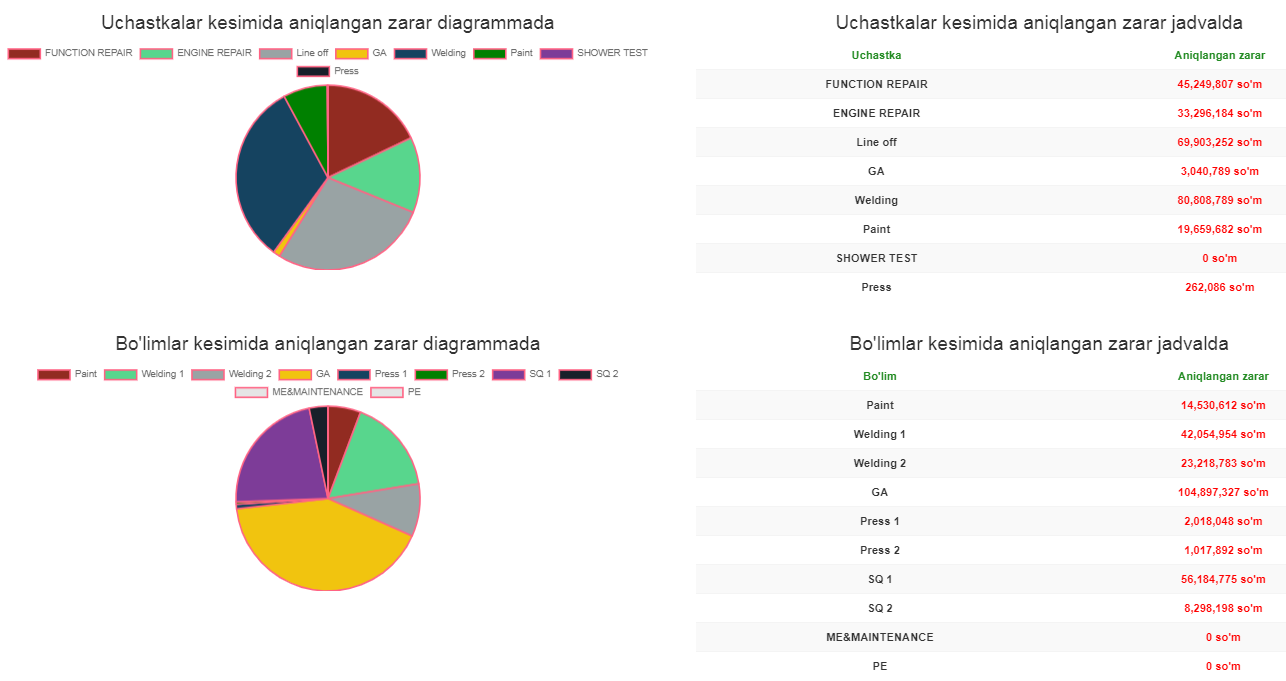 Uchastkalar kesimida aniqlangan zarar diagrammada
FUNCTION REPAIR ENGINE REPAIR Line off GA Welding Paint SHOWER TEST
Press
Uchastkalar kesimida aniqlangan zarar jadvalda
Uchastka Aniqlangan zarar
FUNCTION REPAIR 45,249,807 so'm
ENGINE REPAIR 33,296,184 so'm
Line off 69,903,252 so'm
GA 3,040,789 so'm
Welding 80,808,789 so'm
Paint 19,659,682 so'm
SHOWER TEST 0 so'm
Press 262,086 so'm
Bo'limlar kesimida aniqlangan zarar diagrammada
Paint Welding 1 Welding 2 GA Press 1 Press 2 SQ 1 SQ 2
ME&MAINTENANCE PE
Bo'limlar kesimida aniqlangan zarar jadvalda
Bo'lim Aniqlangan zarar
Paint 14,530,612 so'm
Welding 1 42,054,954 so'm
Welding 2 23,218,783 so'm
GA 104,897,327 so'm
Press 1 2,018,048 so'm
Press 2 1,017,892 so'm
SQ 1 56,184,775 so'm
SQ 2 8,298,198 so'm
ME&MAINTENANCE 0 so'm
PE 0 so'm